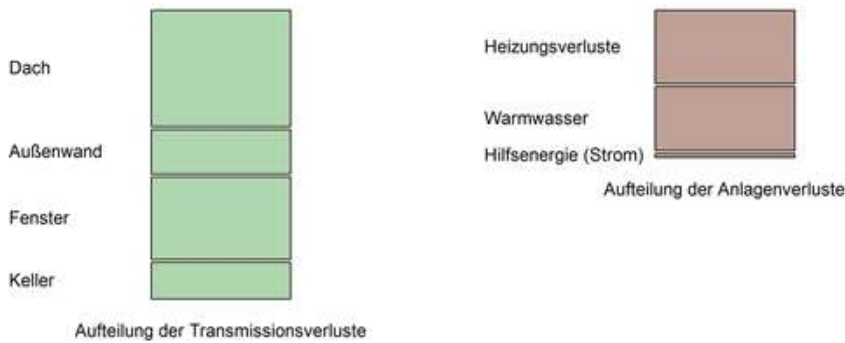 Dach
Außenwand
Fenster
Keller
Aufteilung der Transmissionsverluste
Heizungsverluste
Warmwasser
Hilfsenergie (Strom)
Aufteilung der Anlagenverluste